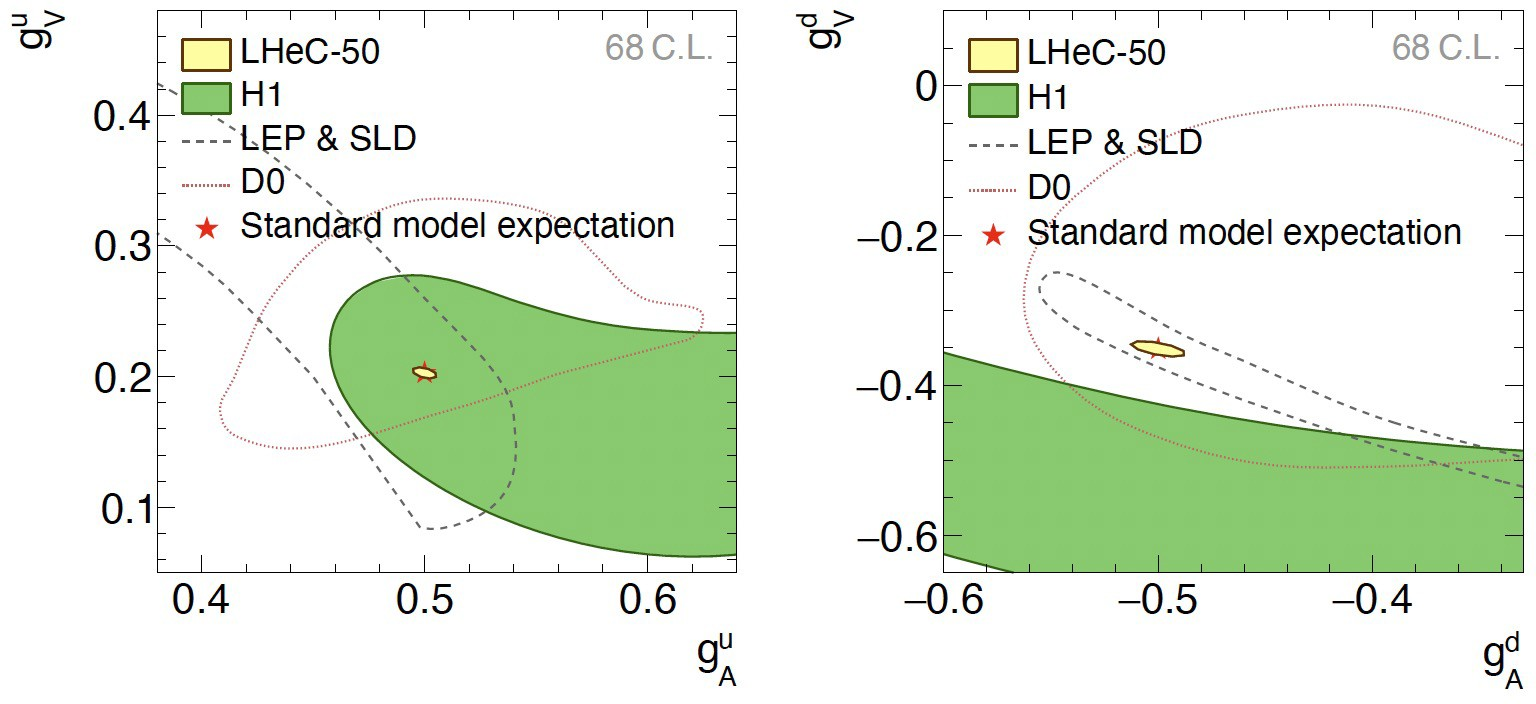 g^u_V
LHeC-50
68 C.L.
H1
LEP & SLD
D0
Standard model expectation
0.4
0.3
0.2
0.1
0.4 0.5 0.6
g^u_A
g^d_V
LHeC-50
68 C.L.
H1
LEP & SLD
D0
Standard model expectation
0
−0.2
−0.4
−0.6
−0.6 −0.5 −0.4
g^d_A